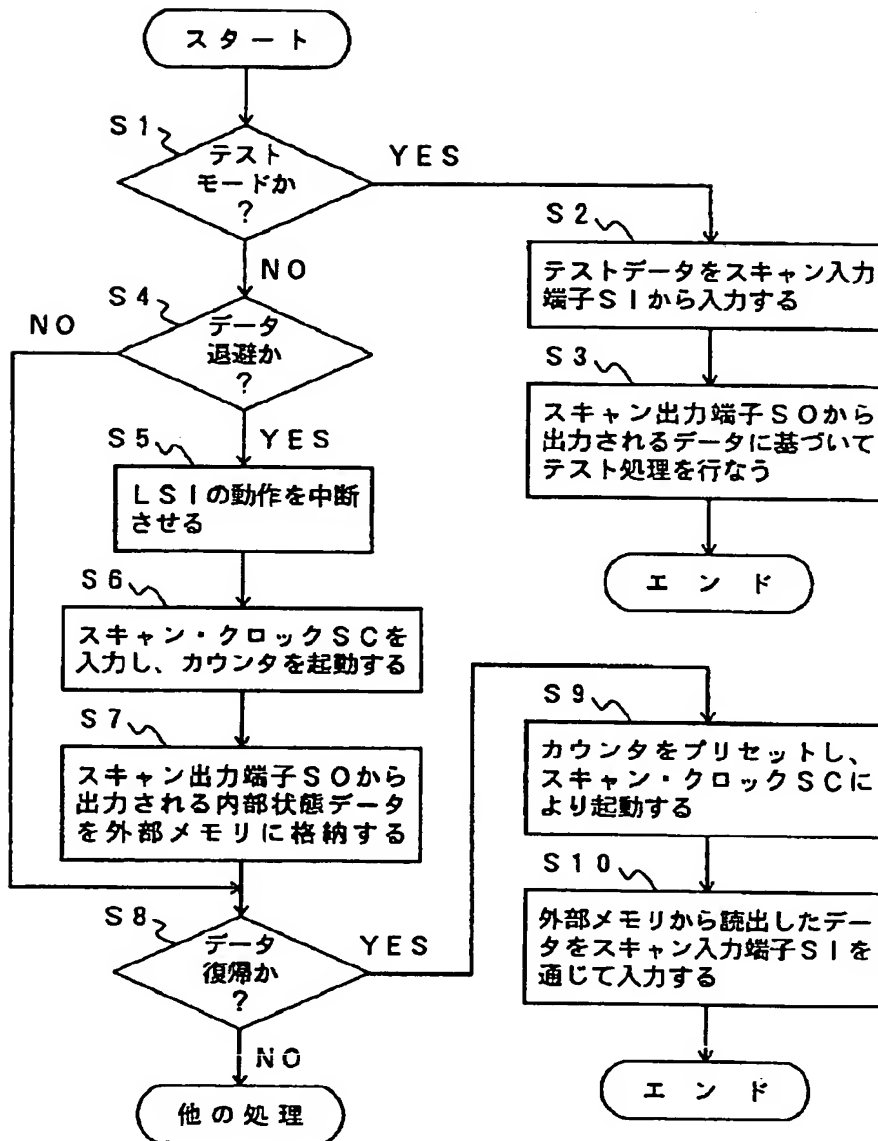 スタート
S1
テスト
モードか
?
YES
NO
S2
テストデータをスキャン入力
端子SIから入力する
S3
スキャン出力端子SOから
出力されるデータに基づいて
テスト処理を行なう
エンド
S4
データ
退避か
?
NO
YES
S5
LSIの動作を中断
させる
S6
スキャン・クロックSCを
入力し、カウンタを起動する
S7
スキャン出力端子SOから
出力される内部状態データ
を外部メモリに格納する
S8
データ
復帰か
?
YES
NO
他の処理
S9
カウンタをプリセットし、
スキャン・クロックSCに
より起動する
S10
外部メモリから読出したデー
タをスキャン入力端子SIを
通じて入力する
エンド